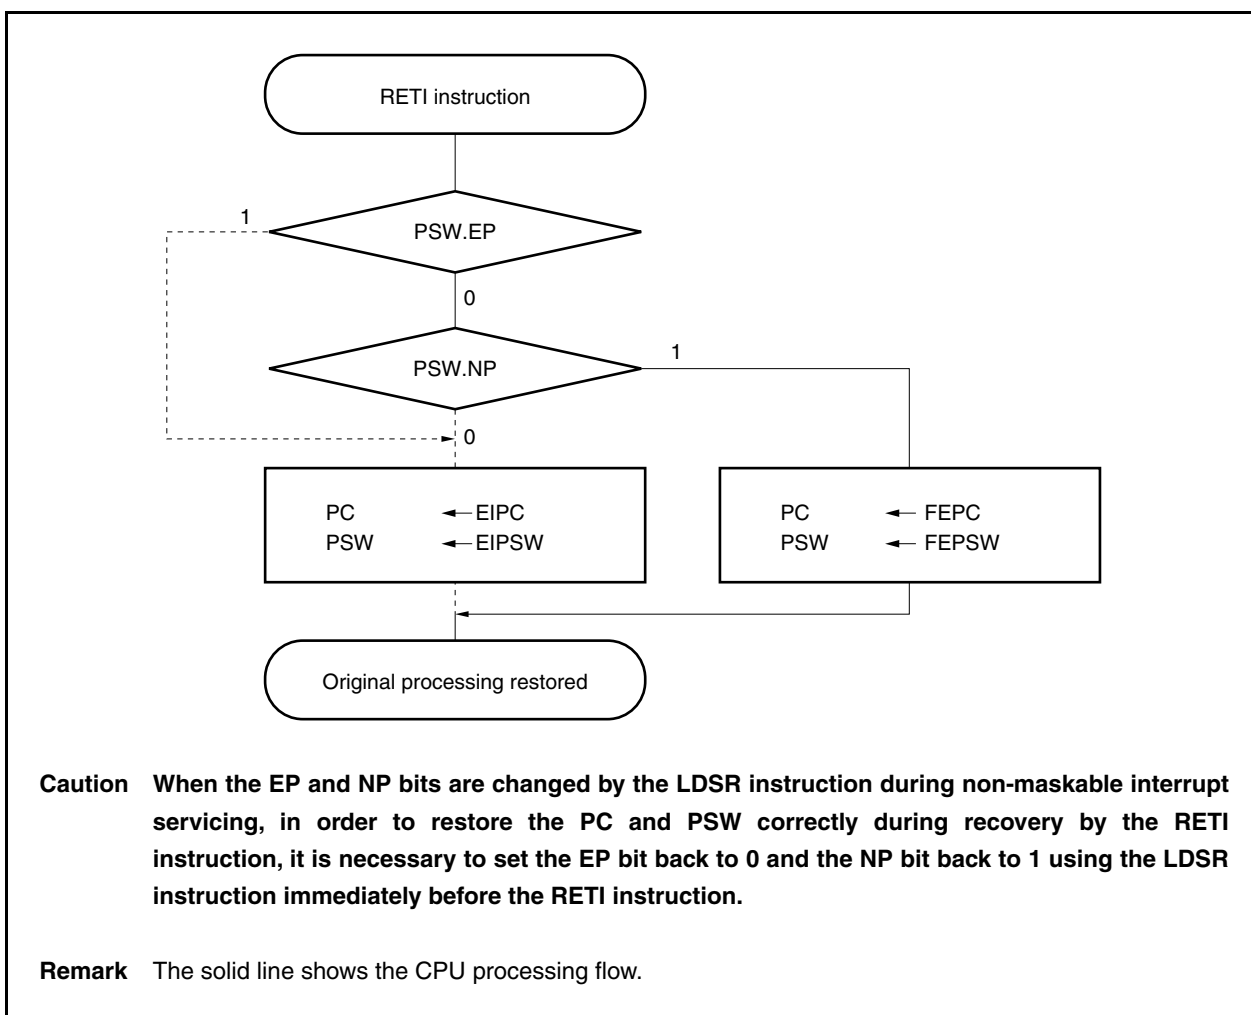 RETI instruction
1
PSW.EP
0
PSW.NP
1
0
PC ← EIPC
PSW ← EIPSW
PC ← FEPC
PSW ← FEPSW
Original processing restored
Caution When the EP and NP bits are changed by the LDSR instruction during non-maskable interrupt
servicing, in order to restore the PC and PSW correctly during recovery by the RETI
instruction, it is necessary to set the EP bit back to 0 and the NP bit back to 1 using the LDSR
instruction immediately before the RETI instruction.
Remark The solid line shows the CPU processing flow.